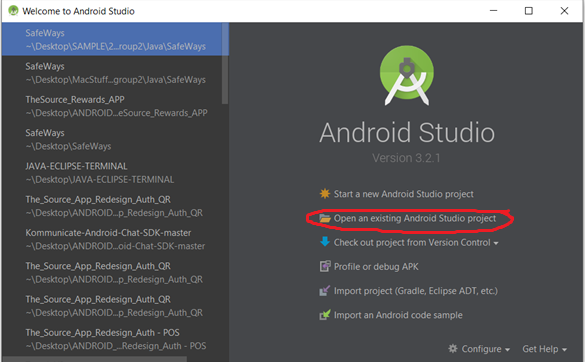 Welcome to Android Studio
SafeWays
~\Desktop\SAMPLE\2...roup2\Java\SafeWays
SafeWays
~\Desktop\MacStuff...group2\Java\SafeWays
TheSource_Rewards_APP
~\Desktop\ANDROID...eSource_Rewards_APP
SafeWays
~\Desktop\SafeWays
JAVA-ECLIPSE-TERMINAL
~\Desktop\JAVA-ECLIPSE-TERMINAL
The_Source_App_Redesign_Auth_QR
~\Desktop\ANDROID...p_Redesign_Auth_QR
Kommunicate-Android-Chat-SDK-master
~\Desktop\ANDROID...oid-Chat-SDK-master
The_Source_App_Redesign_Auth_QR
~\Desktop\ANDROID...p_Redesign_Auth_QR
The_Source_App_Redesign_Auth_QR
~\Desktop\ANDROID...p_Redesign_Auth_QR
The_Source_App_Redesign_Auth - POS
~\Desktop\ANDROID_...Redesign_Auth - POS
Android Studio
Version 3.2.1
Start a new Android Studio project
Open an existing Android Studio project
Check out project from Version Control
Profile or debug APK
Import project (Gradle, Eclipse ADT, etc.)
Import an Android code sample
Configure
Get Help